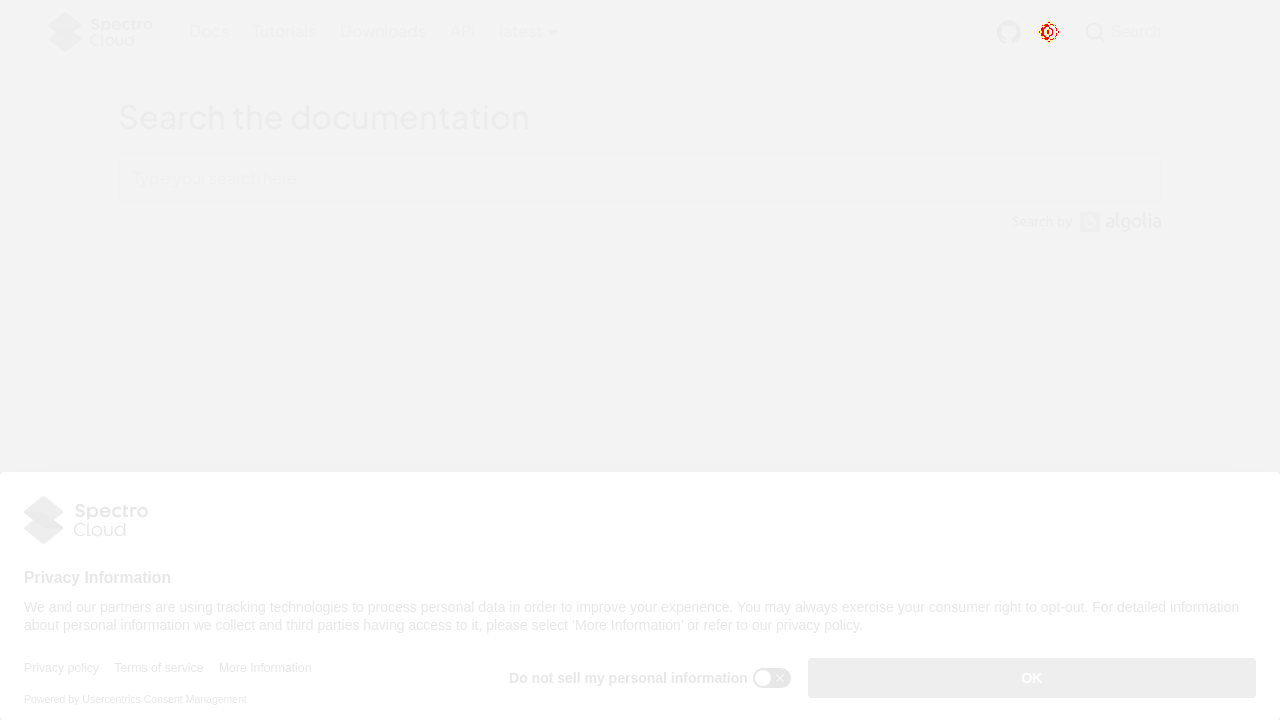 Spectro Cloud
Docs Tutorials Downloads API latest
Search
Search the documentation
Type your search here
Search by algolia
Spectro Cloud
Privacy Information
We and our partners are using tracking technologies to process personal data in order to improve your experience. You may always exercise your consumer right to opt-out. For detailed information
about personal information we collect and third parties having access to it, please select ‘More Information’ or refer to our privacy policy.
Privacy policy Terms of service More Information
Do not sell my personal information
OK
Powered by Usercentrics Consent Management